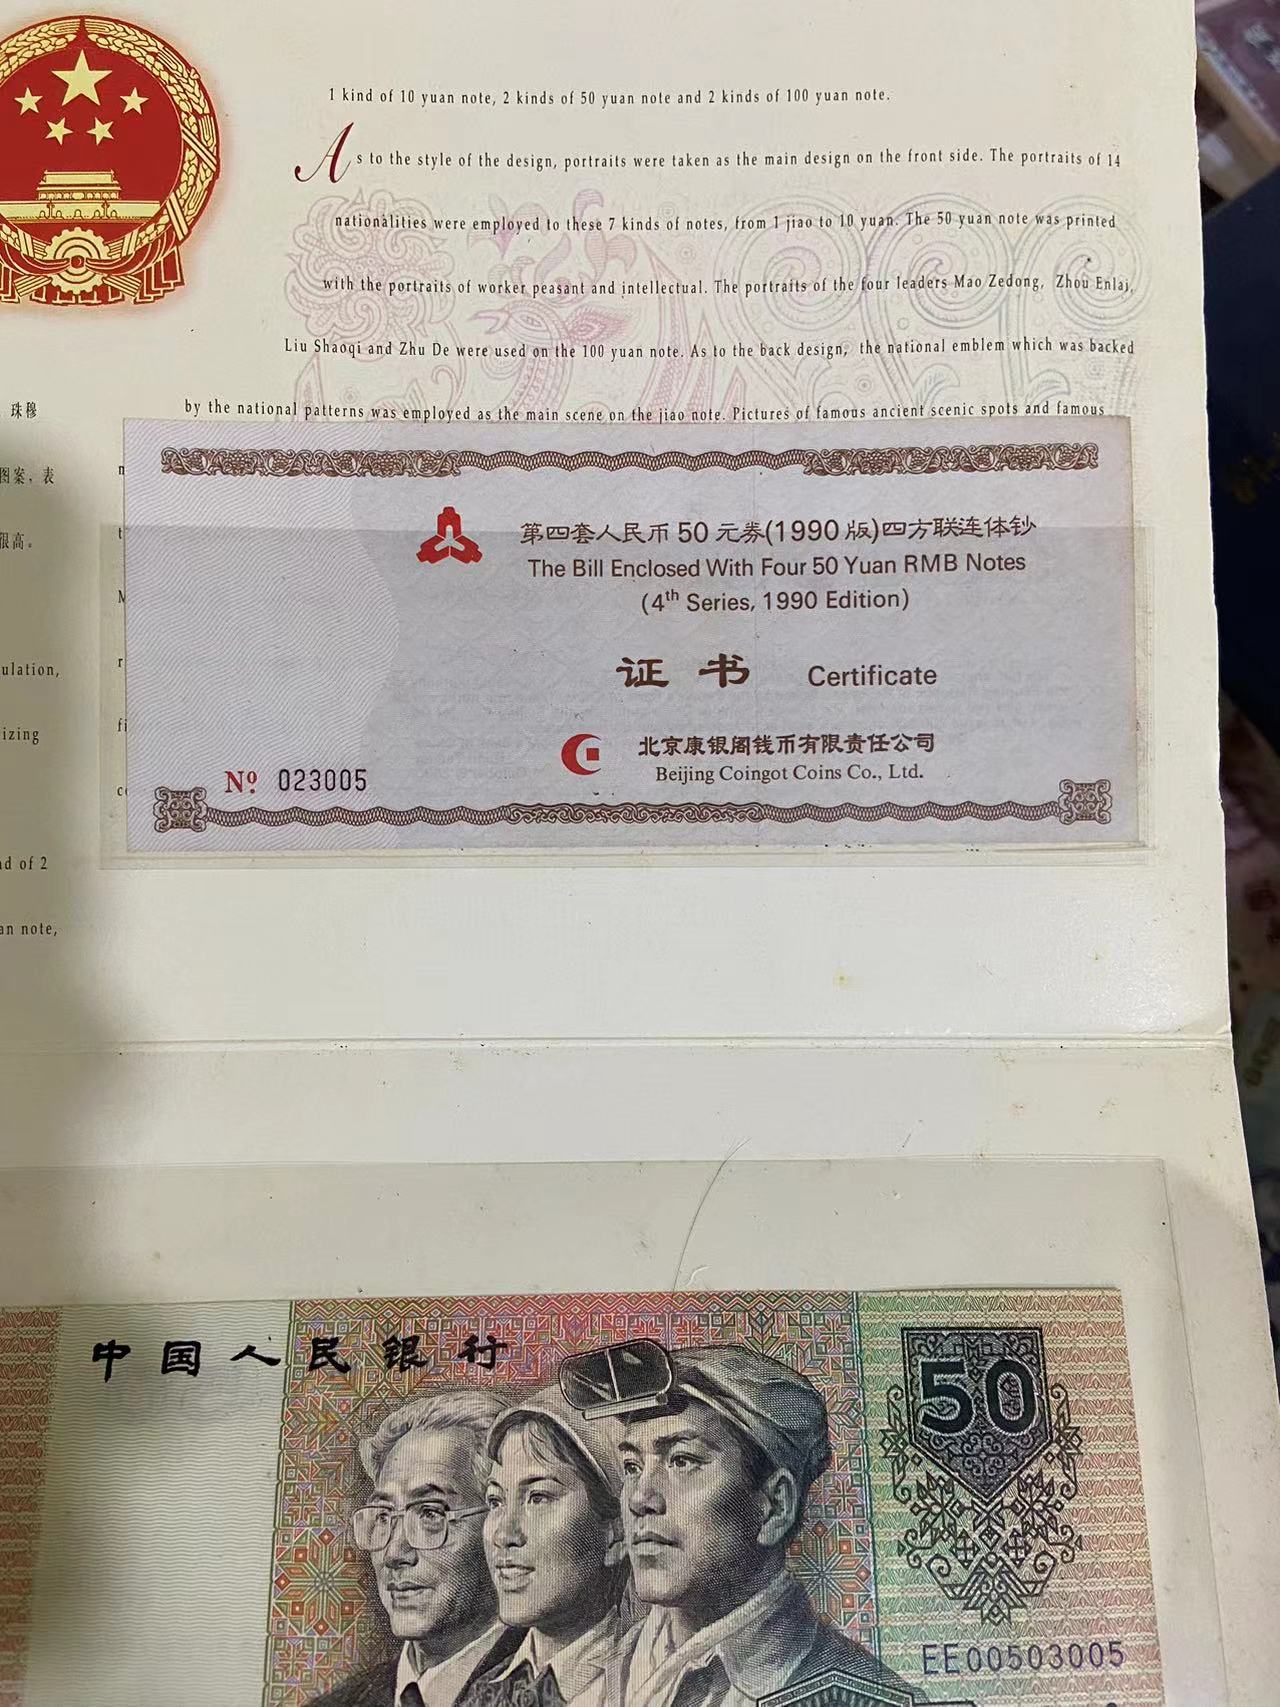 1 kind of 10 yuan note, 2 kinds of 50 yuan note and 2 kinds of 100 yuan note.
As to the style of the design, portraits were taken as the main design on the front side. The portraits of 14
nationalities were employed to these 7 kinds of notes, from 1 jiao to 10 yuan. The 50 yuan note was printed
with the portraits of worker peasant and intellectual. The portraits of the four leaders Mao Zedong, Zhou Enlai,
Liu Shaoqi and Zhu De were used on the 100 yuan note. As to the back design, the national emblem which was backed
by the national patterns was employed as the main scene on the jiao note. Pictures of famous ancient scenic spots and famous
珠穆
图案，表
很高。
ulation,
izing
nd of 2
an note,
第四套人民币50元券(1990版)四方联连体钞
The Bill Enclosed With Four 50 Yuan RMB Notes
(4th Series, 1990 Edition)
证书 Certificate
北京康银阁钱币有限责任公司
Beijing Coingot Coins Co., Ltd.
Nº 023005
中国人民银行
50
EE00503005